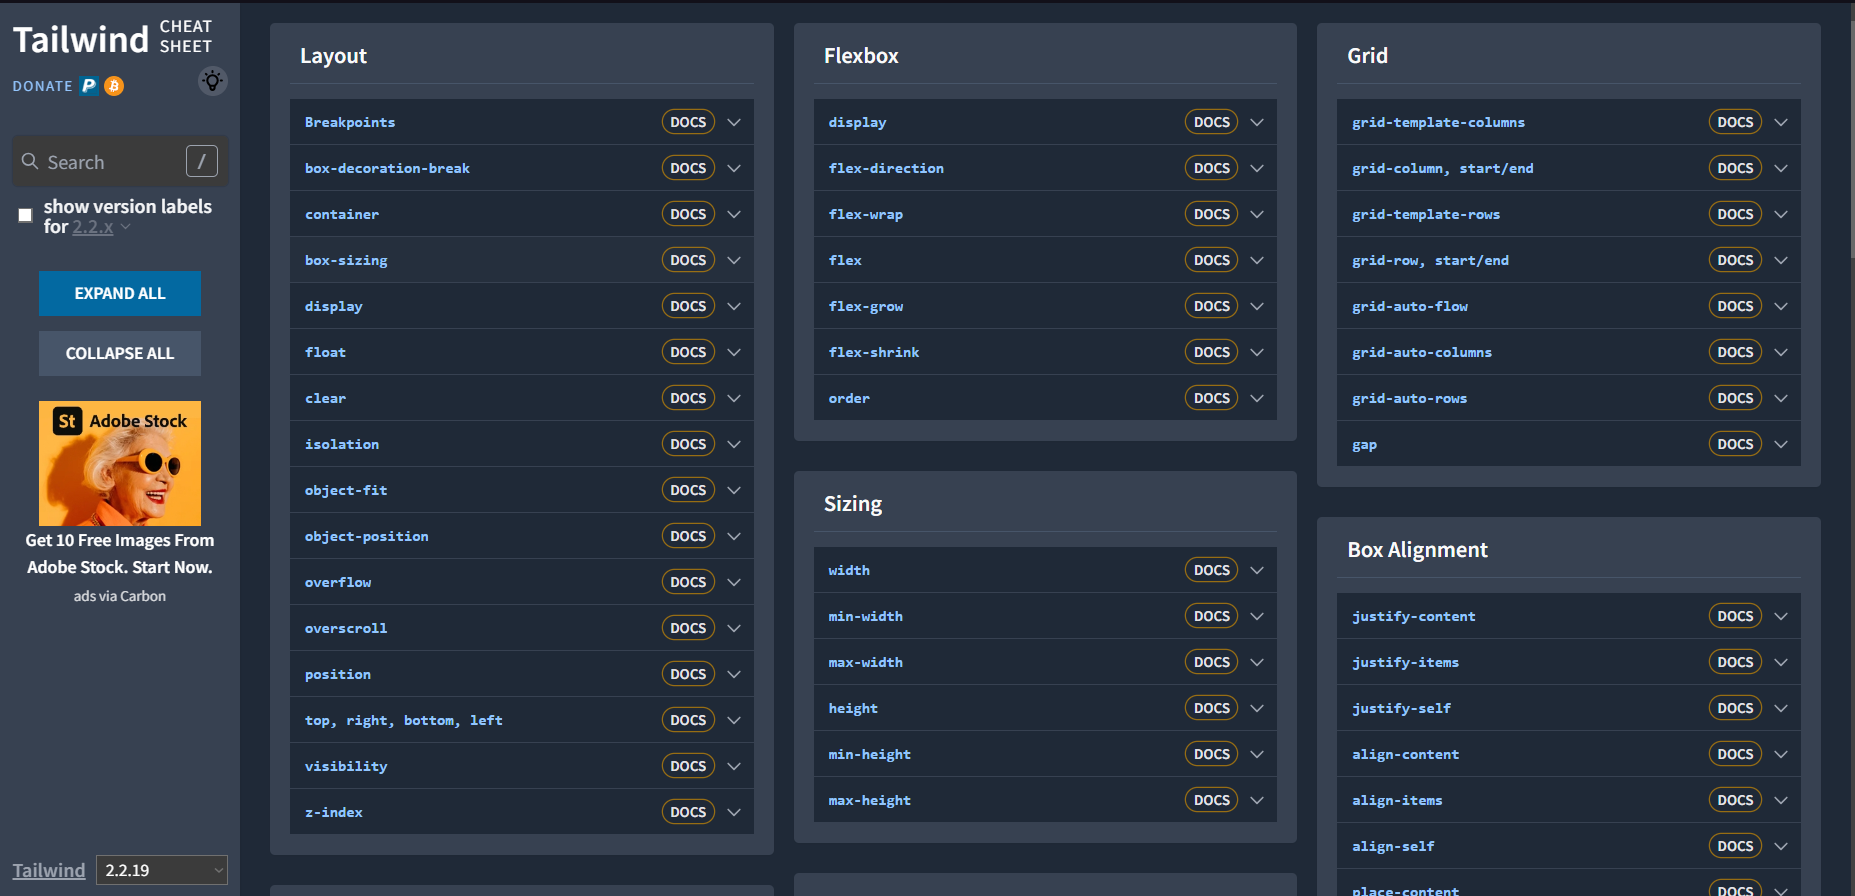 Tailwind
CHEAT
SHEET
DONATE
Search
/
show version labels
for 2.2.x
EXPAND ALL
COLLAPSE ALL
St Adobe Stock
Get 10 Free Images From
Adobe Stock. Start Now.
ads via Carbon
Tailwind 2.2.19
Layout
Breakpoints DOCS
box-decoration-break DOCS
container DOCS
box-sizing DOCS
display DOCS
float DOCS
clear DOCS
isolation DOCS
object-fit DOCS
object-position DOCS
overflow DOCS
overscroll DOCS
position DOCS
top, right, bottom, left DOCS
visibility DOCS
z-index DOCS
Flexbox
display DOCS
flex-direction DOCS
flex-wrap DOCS
flex DOCS
flex-grow DOCS
flex-shrink DOCS
order DOCS
Sizing
width DOCS
min-width DOCS
max-width DOCS
height DOCS
min-height DOCS
max-height DOCS
Grid
grid-template-columns DOCS
grid-column, start/end DOCS
grid-template-rows DOCS
grid-row, start/end DOCS
grid-auto-flow DOCS
grid-auto-columns DOCS
grid-auto-rows DOCS
gap DOCS
Box Alignment
justify-content DOCS
justify-items DOCS
justify-self DOCS
align-content DOCS
align-items DOCS
align-self DOCS
place-content DOCS